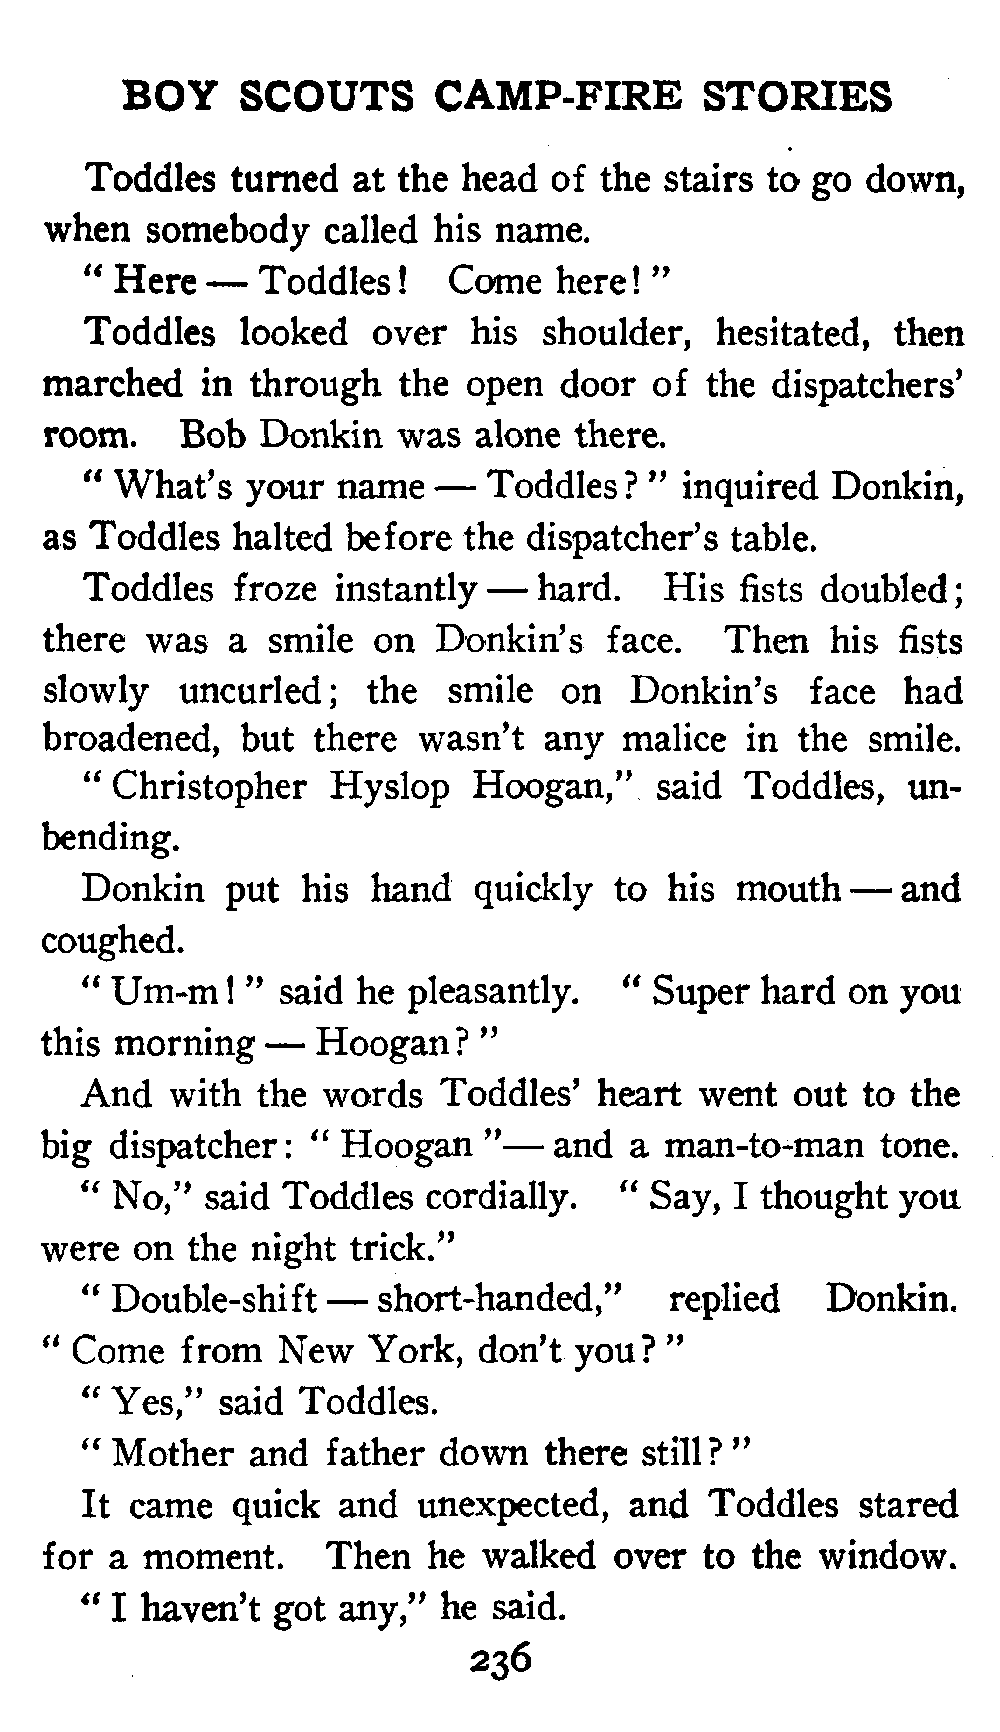 BOY SCOUTS CAMP-FIRE STORIES
Toddles turned at the head of the stairs to go down,
when somebody called his name.
" Here — Toddles! Come here! "
Toddles looked over his shoulder, hesitated, then
marched in through the open door of the dispatchers'
room. Bob Donkin was alone there.
" What's your name — Toddles? " inquired Donkin,
as Toddles halted before the dispatcher's table.
Toddles froze instantly — hard. His fists doubled;
there was a smile on Donkin's face. Then his fists
slowly uncurled; the smile on Donkin's face had
broadened, but there wasn't any malice in the smile.
" Christopher Hyslop Hoogan," said Toddles, un-
bending.
Donkin put his hand quickly to his mouth — and
coughed.
" Um-m! " said he pleasantly. " Super hard on you
this morning — Hoogan? "
And with the words Toddles' heart went out to the
big dispatcher: " Hoogan "— and a man-to-man tone.
" No," said Toddles cordially. " Say, I thought you
were on the night trick."
" Double-shift — short-handed," replied Donkin.
" Come from New York, don't you? "
" Yes," said Toddles.
" Mother and father down there still? "
It came quick and unexpected, and Toddles stared
for a moment. Then he walked over to the window.
" I haven't got any," he said.
236